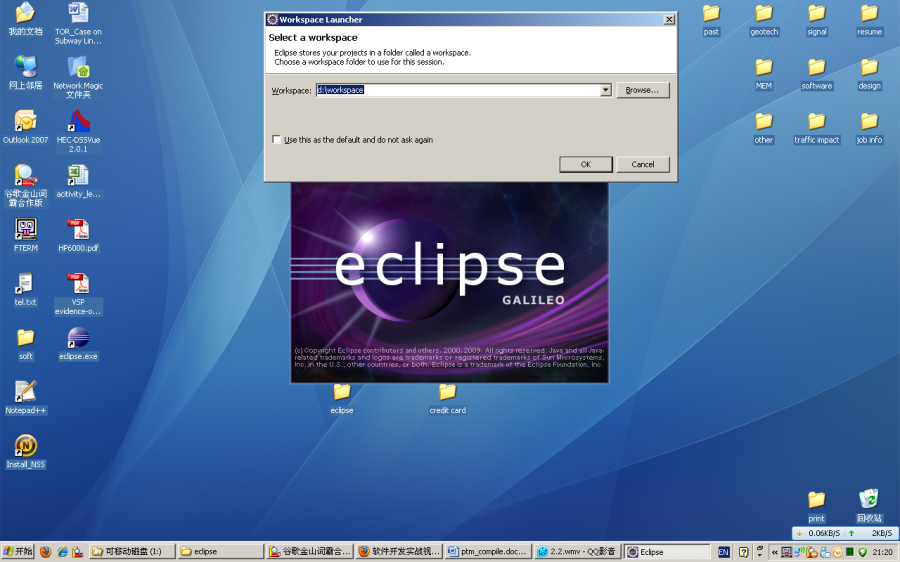 Workspace Launcher
Select a workspace
Eclipse stores your projects in a folder called a workspace.
Choose a workspace folder to use for this session.
Workspace:
d:\workspace
Browse...
Use this as the default and do not ask again
OK
Cancel
eclipse
GALILEO
(c) Copyright Eclipse contributors and others, 2000, 2009. All rights reserved. Java and all Java-
related trademarks and logos are trademarks or registered trademarks of Sun Microsystems,
Inc. in the U.S., other countries, or both. Eclipse is a trademark of the Eclipse Foundation, Inc.
我的文档
TOR_Case on
Subway Lin...
网上邻居
Network Magic
文件夹
Outlook 2007
HEC-DSSVue
2.0.1
谷歌金山词
霸合作版
acitivity_le...
FTERM
HP6000.pdf
tel.txt
VSP
evidence-o...
soft
eclipse.exe
Notepad++
Install_NSS
eclipse
credit card
past
geotech
signal
resume
MEM
software
design
other
traffic impact
job info
print
回收站
0.06KB/S
2KB/S
开始
可移动磁盘 (I:)
eclipse
谷歌金山词霸合...
软件开发实战视...
ptm_compile.doc...
2.2.wmv - QQ影音
Eclipse
EN
21:20